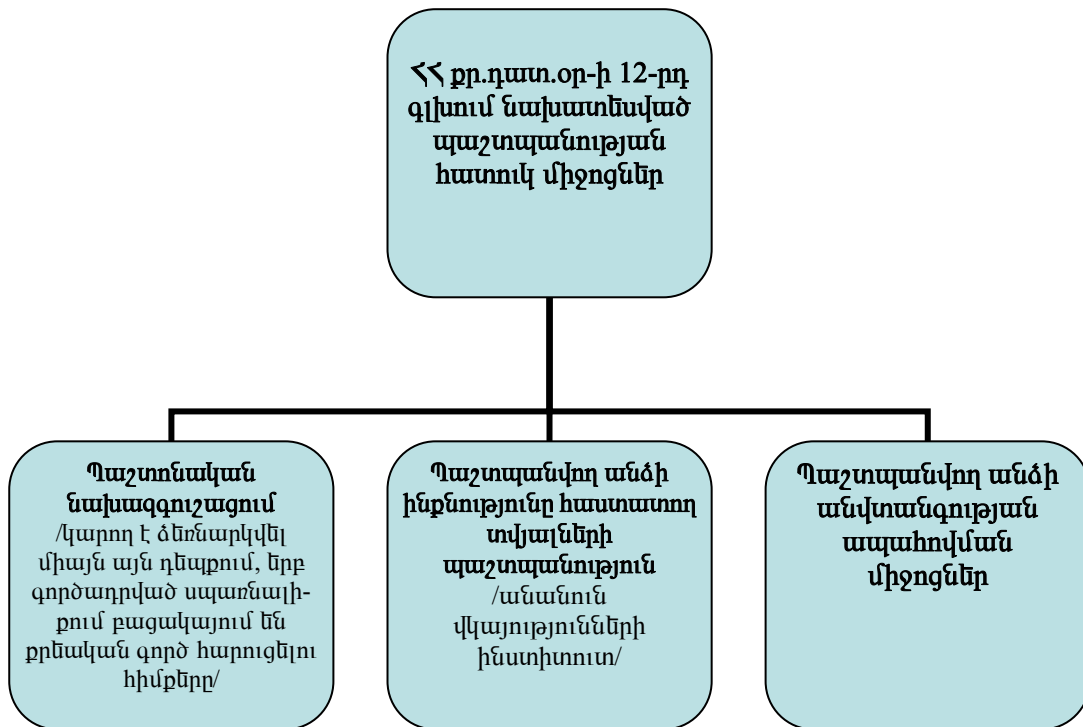 ՀՀ քր.դատ.օր-ի 12-րդ
գլխում նախատեսված
պաշտպանության
հատուկ միջոցներ
Պաշտոնական
նախազգուշացում
/կարող է ձեռնարկվել
միայն այն դեպքում, երբ
գործադրված սպառնալի-
քում բացակայում են
քրեական գործ հարուցելու
հիմքերը/
Պաշտպանվող անձի
ինքնությունը հաստատող
տվյալների
պաշտպանություն
/անանուն
վկայությունների
ինստիտուտ/
Պաշտպանվող անձի
անվտանգության
ապահովման
միջոցներ